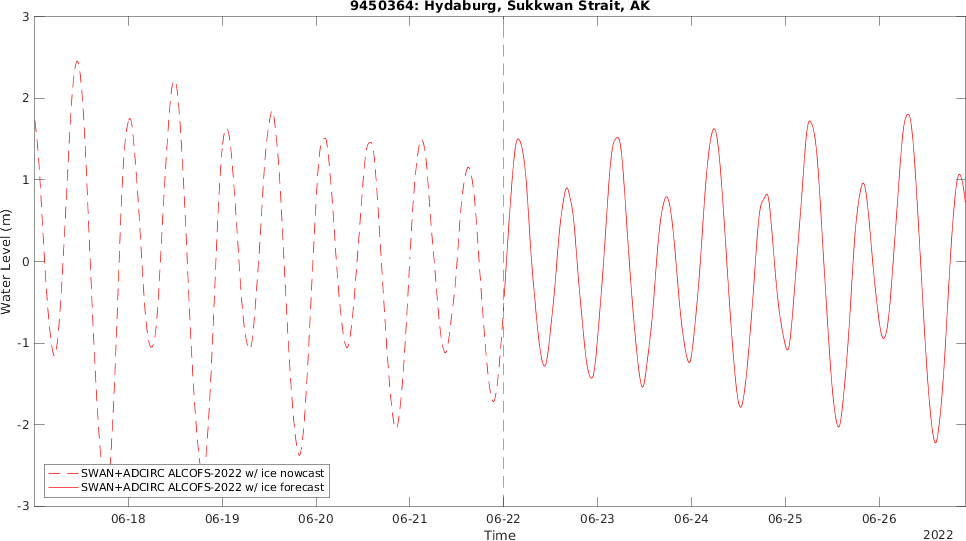 9450364: Hydaburg, Sukkwan Strait, AK
3
2
1
0
-1
-2
-3
Water Level (m)
SWAN+ADCIRC ALCOFS-2022 w/ ice nowcast
SWAN+ADCIRC ALCOFS-2022 w/ ice forecast
06-18 06-19 06-20 06-21 06-22 06-23 06-24 06-25 06-26
Time
2022